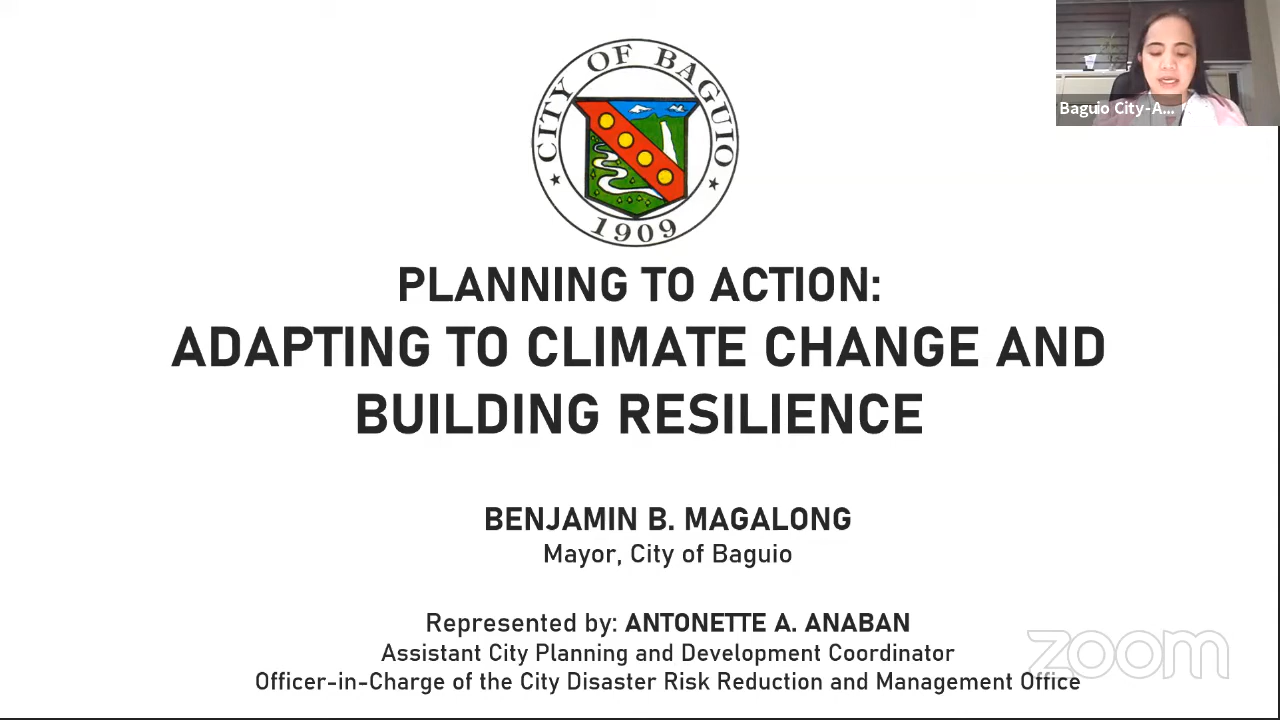 CITY OF BAGUIO
1909
Baguio City-A...
PLANNING TO ACTION:
ADAPTING TO CLIMATE CHANGE AND
BUILDING RESILIENCE
BENJAMIN B. MAGALONG
Mayor, City of Baguio
Represented by: ANTONETTE A. ANABAN
Assistant City Planning and Development Coordinator
Officer-in-Charge of the City Disaster Risk Reduction and Management Office
zoom